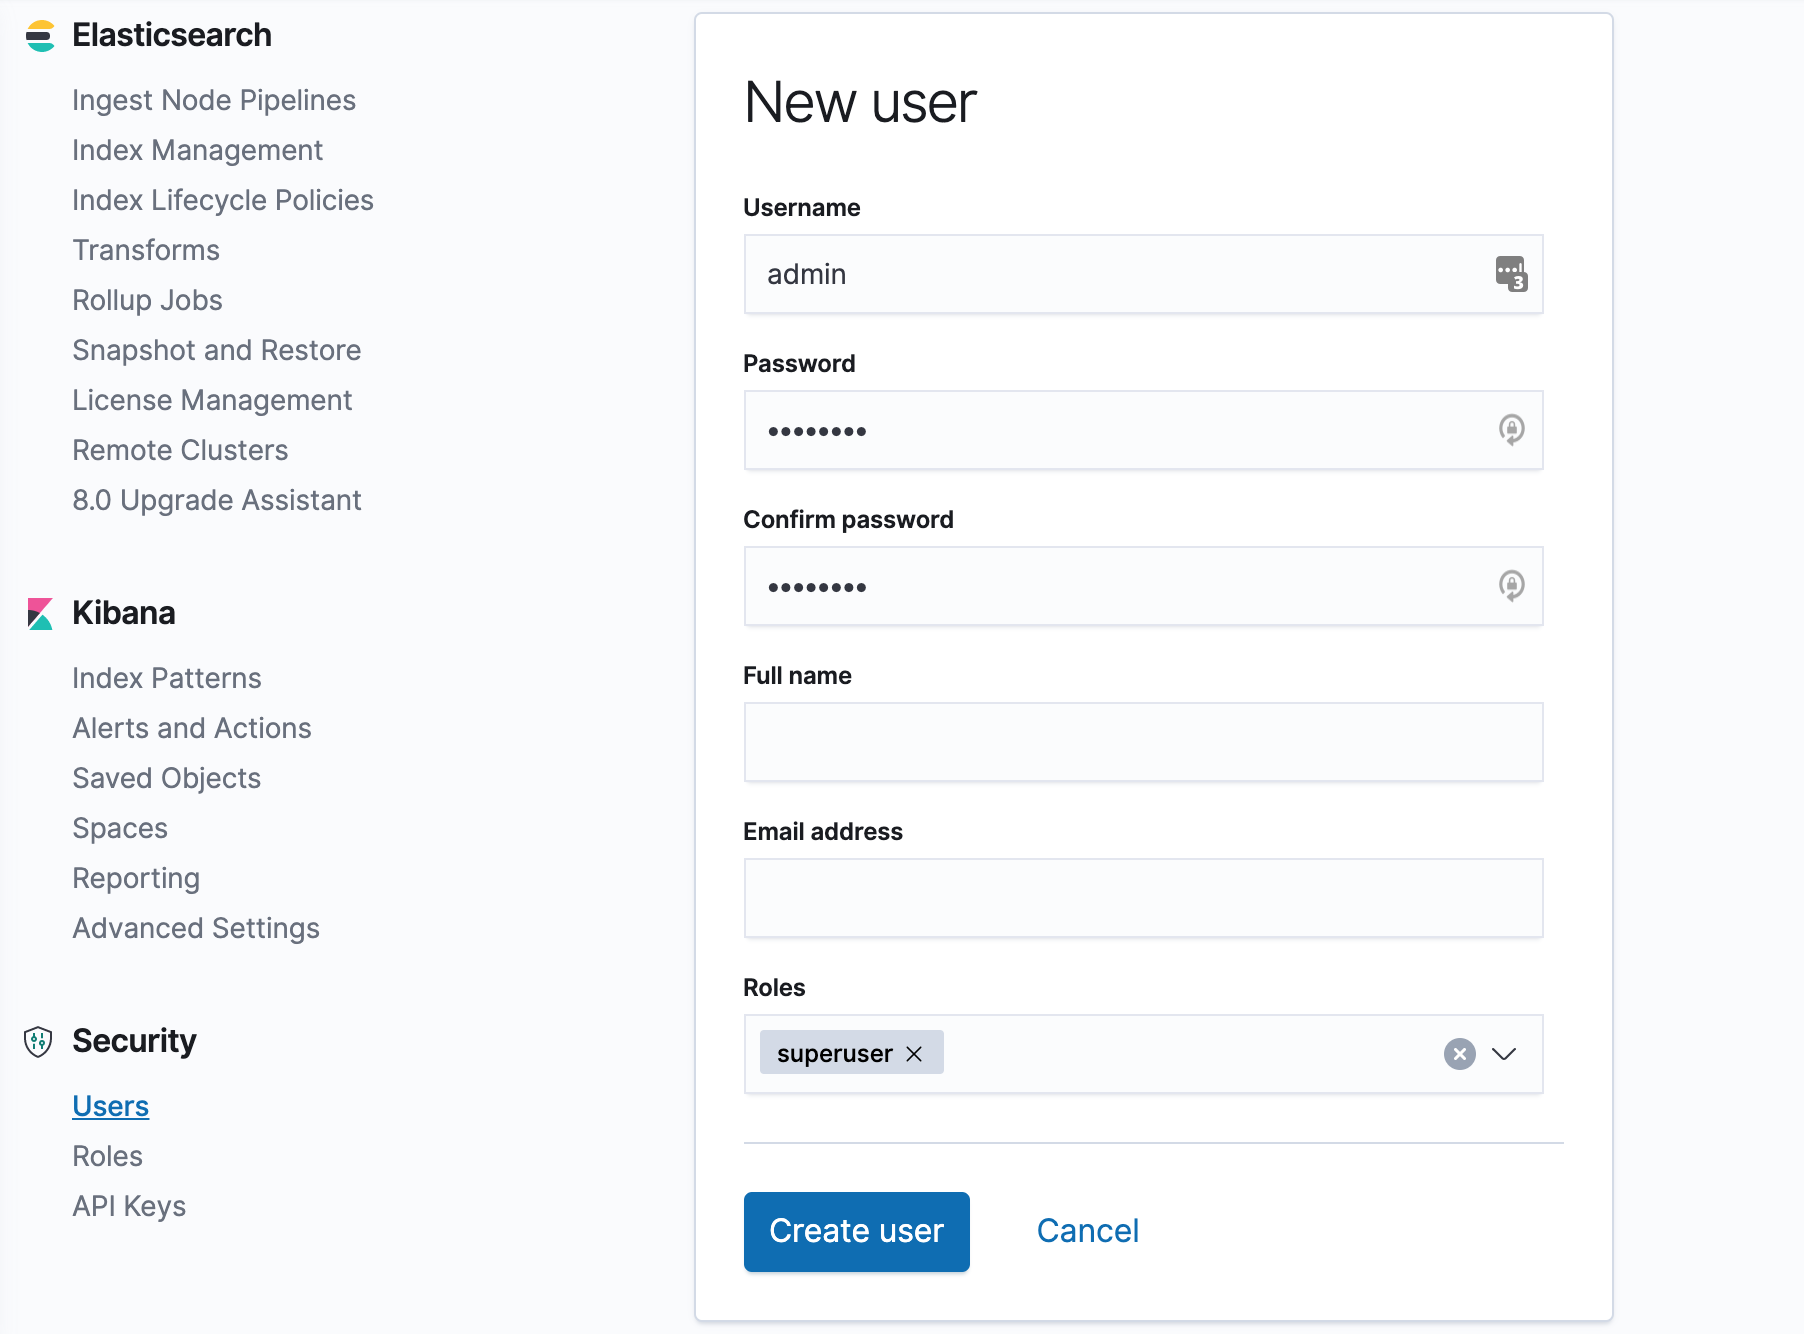 Elasticsearch
Ingest Node Pipelines
Index Management
Index Lifecycle Policies
Transforms
Rollup Jobs
Snapshot and Restore
License Management
Remote Clusters
8.0 Upgrade Assistant
Kibana
Index Patterns
Alerts and Actions
Saved Objects
Spaces
Reporting
Advanced Settings
Security
Users
Roles
API Keys
New user
Username
admin
3
Password
••••••••
Confirm password
••••••••
Full name
Email address
Roles
superuser
Create user
Cancel